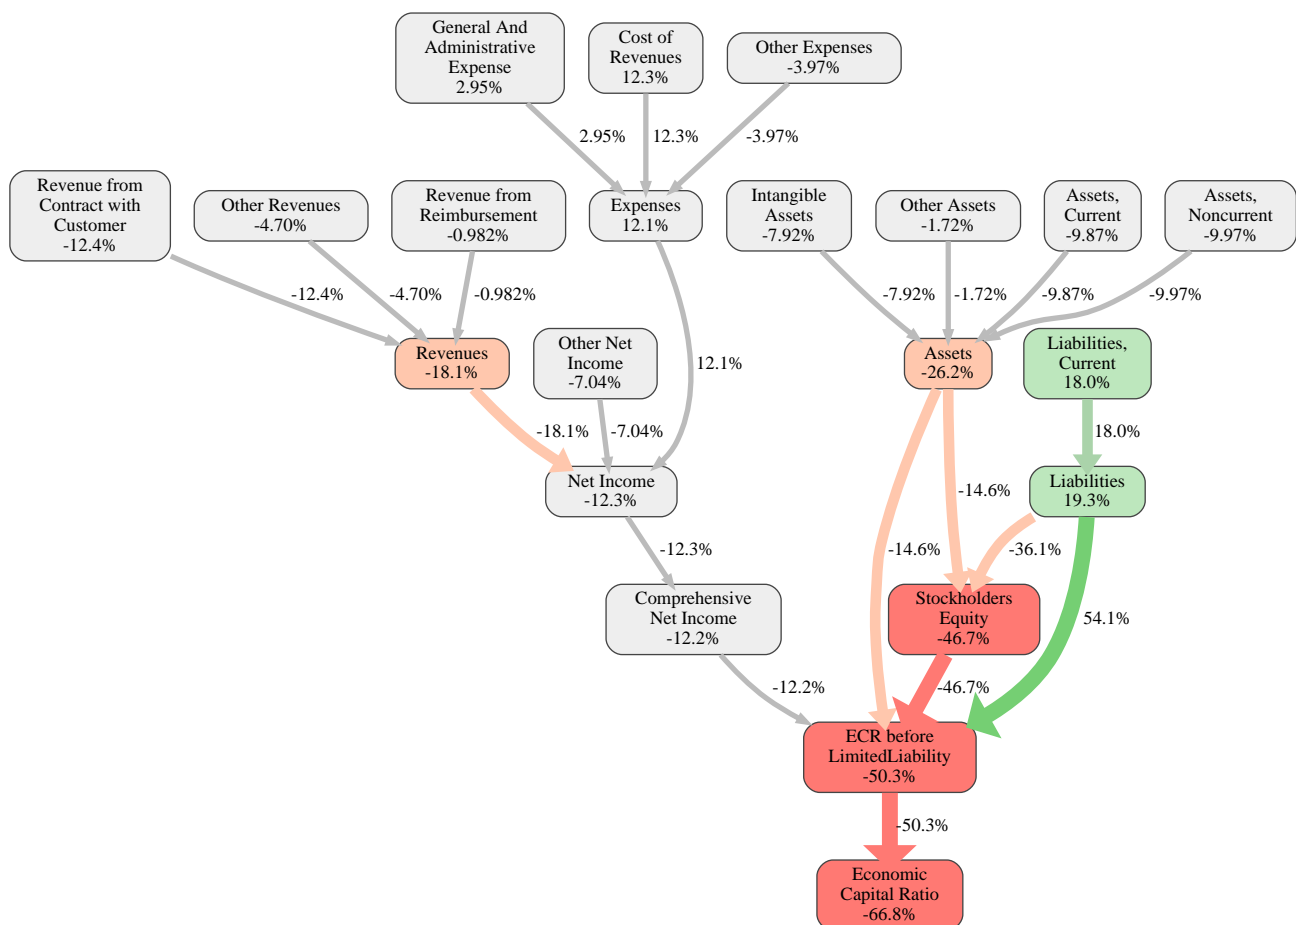 General And
Administrative
Expense
2.95%
Cost of
Revenues
12.3%
Other Expenses
-3.97%
2.95%
12.3%
-3.97%
Revenue from
Contract with
Customer
-12.4%
Other Revenues
-4.70%
Revenue from
Reimbursement
-0.982%
Expenses
12.1%
Intangible
Assets
-7.92%
Other Assets
-1.72%
Assets,
Current
-9.87%
Assets,
Noncurrent
-9.97%
-12.4%
-4.70%
-0.982%
-7.92%
-1.72%
-9.87%
-9.97%
Revenues
-18.1%
Other Net
Income
-7.04%
12.1%
Assets
-26.2%
Liabilities,
Current
18.0%
-18.1%
-7.04%
18.0%
Net Income
-12.3%
-14.6%
Liabilities
19.3%
-12.3%
-14.6%
-36.1%
Comprehensive
Net Income
-12.2%
Stockholders
Equity
-46.7%
54.1%
-12.2%
-46.7%
ECR before
LimitedLiability
-50.3%
-50.3%
Economic
Capital Ratio
-66.8%